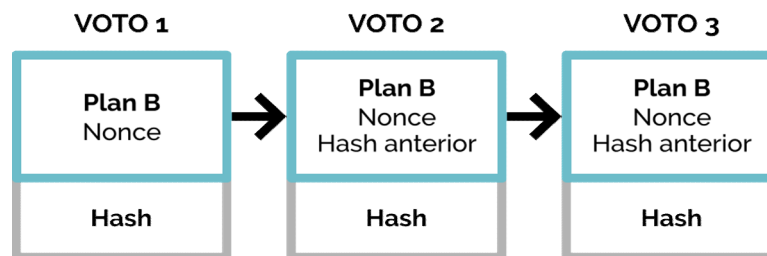 VOTO 1
Plan B
Nonce
Hash
VOTO 2
Plan B
Nonce
Hash anterior
Hash
VOTO 3
Plan B
Nonce
Hash anterior
Hash